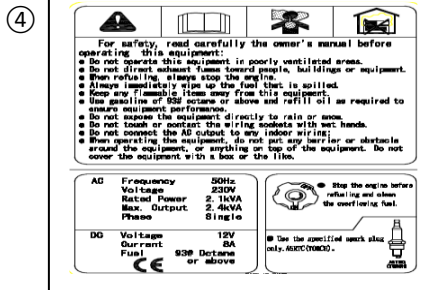 ④
For safety, read carefully the owner's manual before
operating this equipment:
● Do not operate this equipment in poorly ventilated areas.
● Do not direct exhaust fumes toward people, buildings or equipment.
● When refueling, always stop the engine.
● Always immediately wipe up the fuel that is spilled.
● Keep any flammable items away from this equipment.
● Use gasoline of 93# octane or above and refill oil as required to
ensure equipment performance.
● Do not expose the equipment directly to rain or snow.
● Do not touch or contact the wiring sockets with wet hands.
● Do not connect the AC output to any indoor wiring;
● When operating the equipment, do not put any barrier or obstacle
around the equipment, or anything on top of the equipment. Do not
cover the equipment with a box or the like.
AC Frequency 50Hz
Voltage 230V
Rated Power 2.1kVA
Max. Output 2.4kVA
Phase Single
DC Voltage 12V
Current 8A
Fuel 93# Octane
or above
CE
● Stop the engine before
refueling and clean
the overflowing fuel.
● Use the specified spark plug
only. A5RTC(TORCH).